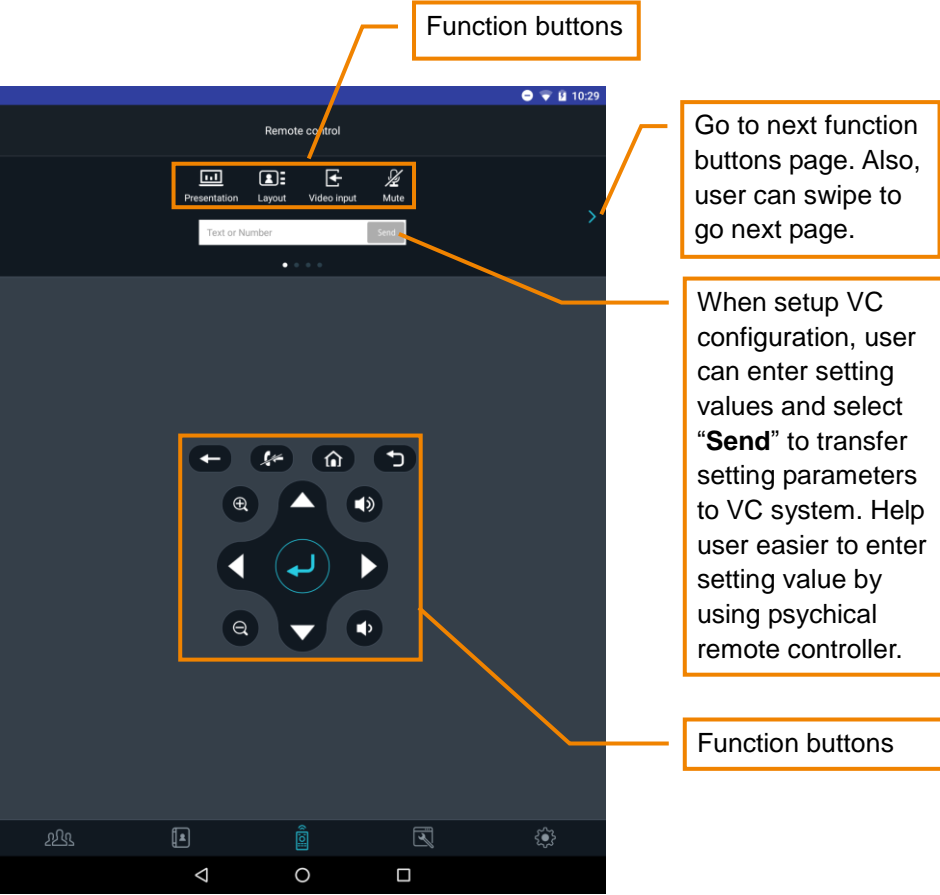 Function buttons
10:29
Remote control
Presentation
Layout
Video input
Mute
Text or Number
Send
Go to next function
buttons page. Also,
user can swipe to
go next page.
When setup VC
configuration, user
can enter setting
values and select
“Send” to transfer
setting parameters
to VC system. Help
user easier to enter
setting value by
using psychical
remote controller.
Function buttons